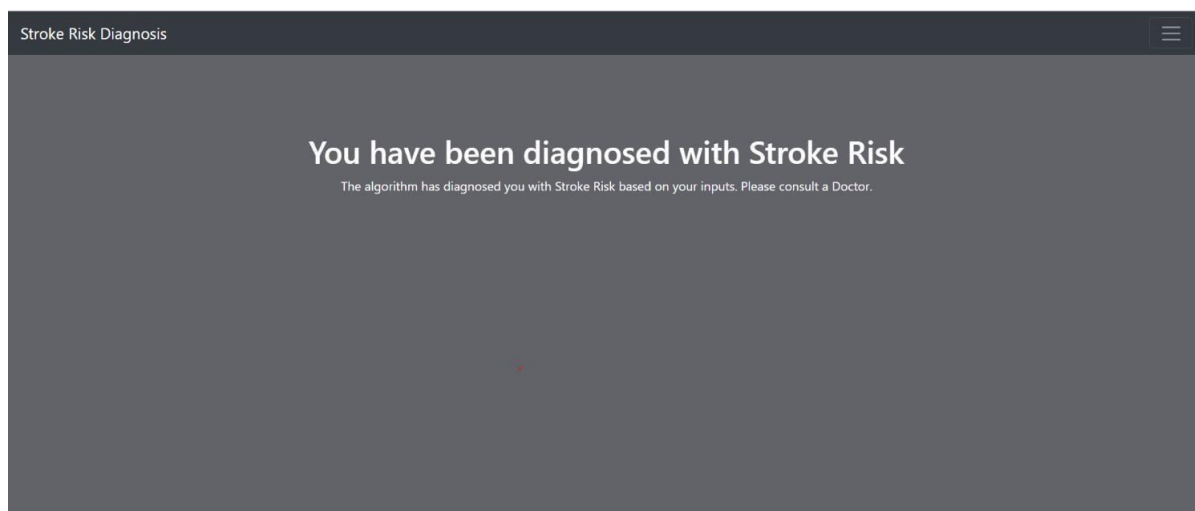 Stroke Risk Diagnosis
You have been diagnosed with Stroke Risk
The algorithm has diagnosed you with Stroke Risk based on your inputs. Please consult a Doctor.